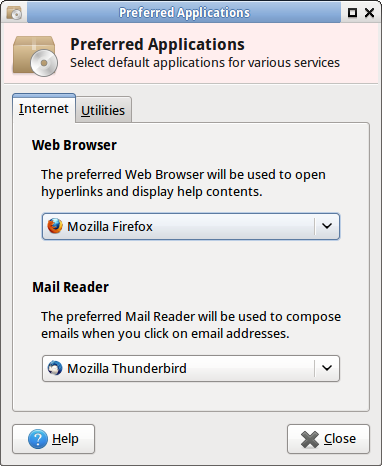 Preferred Applications
Preferred Applications
Select default applications for various services
Internet
Utilities
Web Browser
The preferred Web Browser will be used to open
hyperlinks and display help contents.
Mozilla Firefox
Mail Reader
The preferred Mail Reader will be used to compose
emails when you click on email addresses.
Mozilla Thunderbird
Help
Close